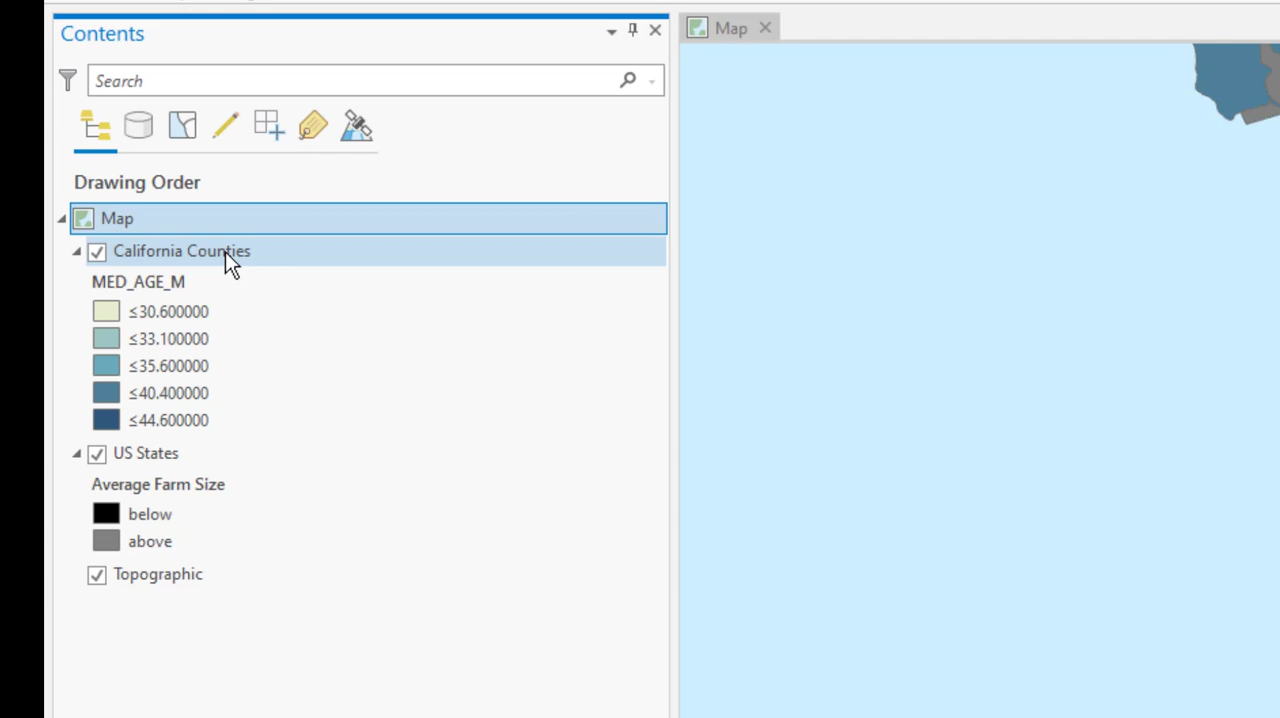 Contents
Map
Search
Drawing Order
Map
California Counties
MED_AGE_M
≤30.600000
≤33.100000
≤35.600000
≤40.400000
≤44.600000
US States
Average Farm Size
below
above
Topographic